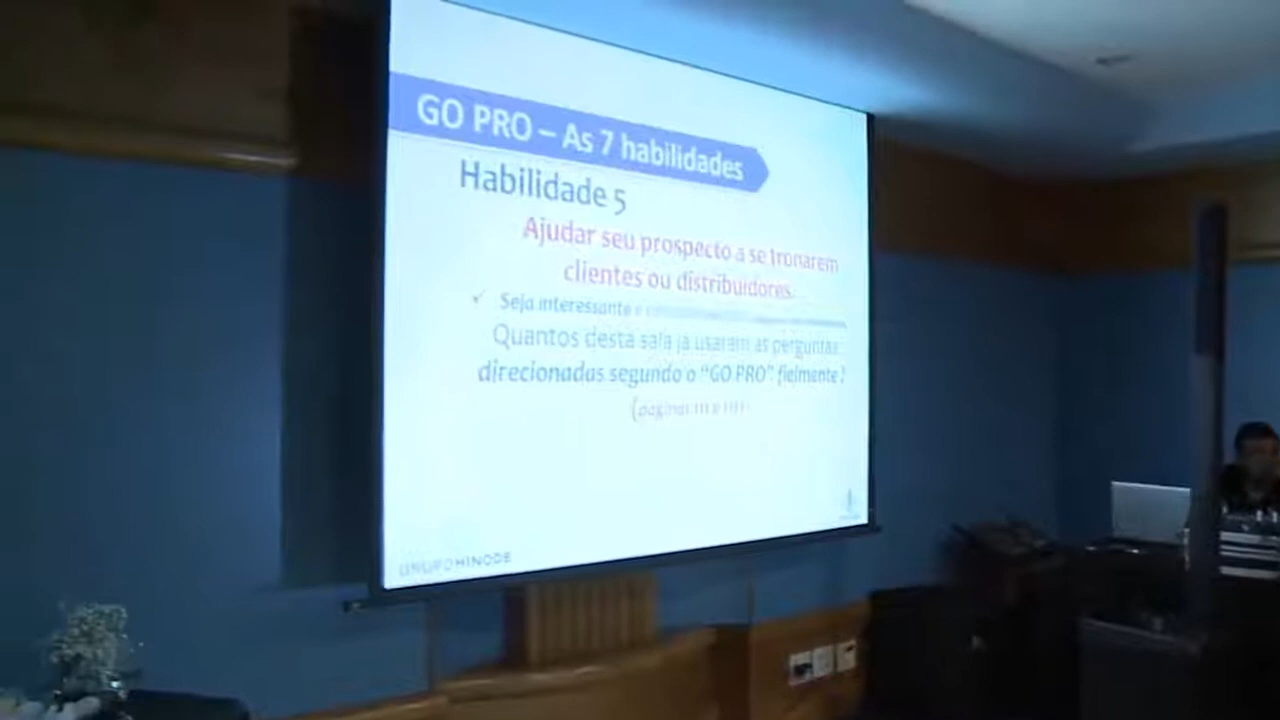 GO PRO – As 7 habilidades
Habilidade 5
Ajudar seu prospecto a se tronarem
clientes ou distribuidores.
✓ Seja interessante e
Quantos desta sala já usaram as perguntas
direcionadas segundo o “GO PRO” fielmente?
GRUPO HINODE